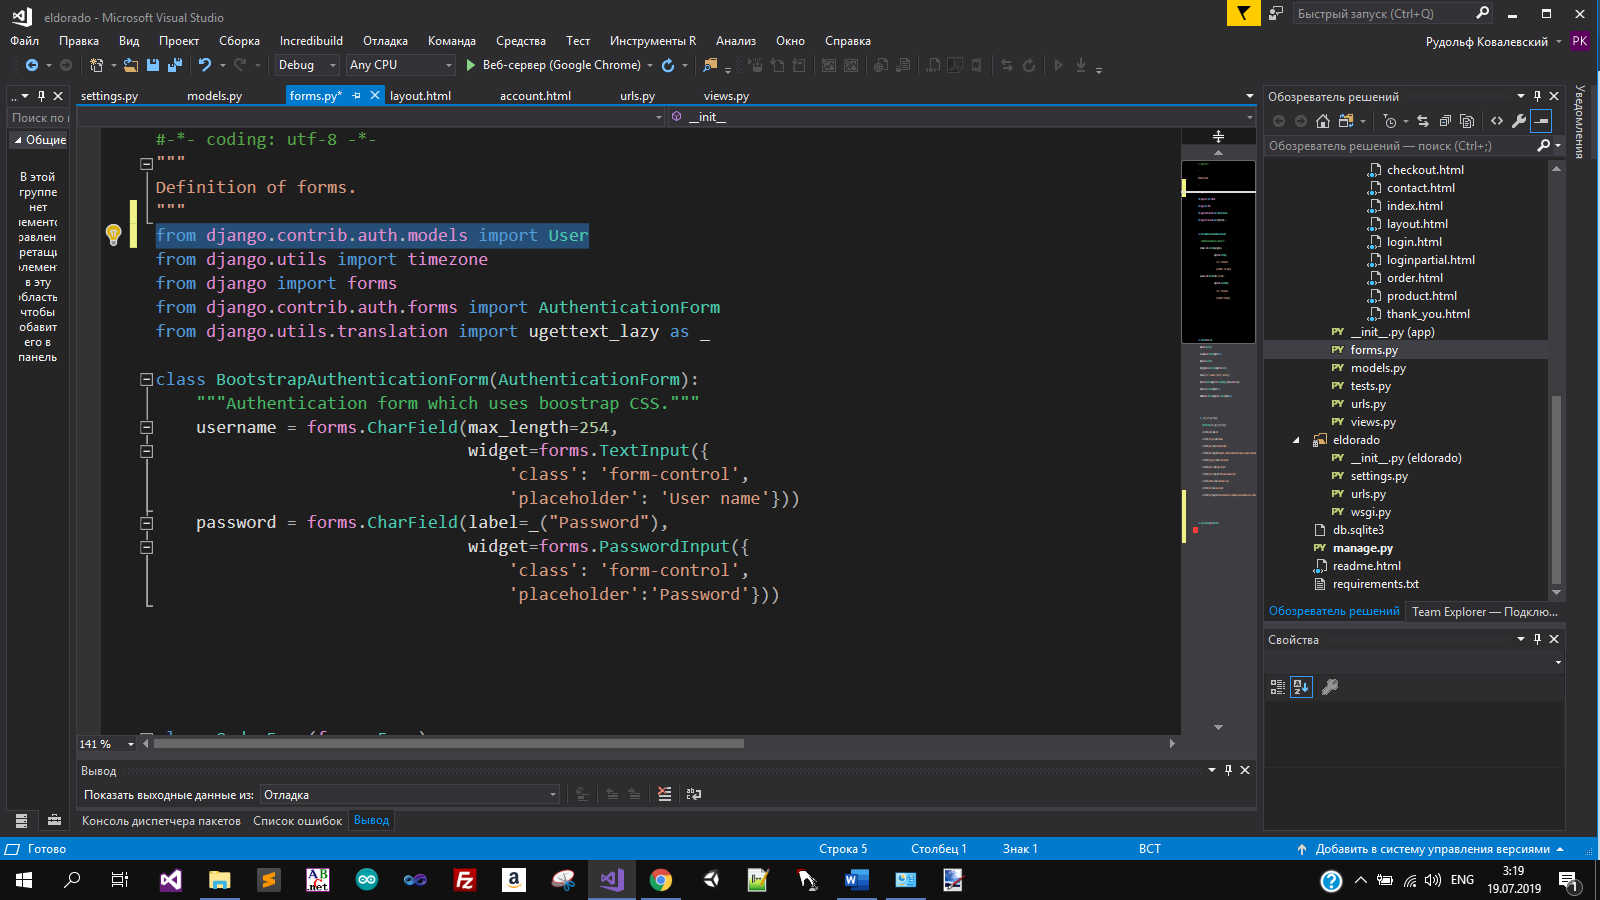 eldorado - Microsoft Visual Studio
Быстрый запуск (Ctrl+Q)
Файл Правка Вид Проект Сборка Incredibuild Отладка Команда Средства Тест Инструменты R Анализ Окно Справка
Рудольф Ковалевский РК
Debug Any CPU Веб-сервер (Google Chrome)
settings.py models.py forms.py* layout.html account.html urls.py views.py
__init__
Поиск по
Общие
В этой
группе
нет
в эту
чтобы
его в
панель
#-*- coding: utf-8 -*-
"""
Definition of forms.
"""
from django.contrib.auth.models import User
from django.utils import timezone
from django import forms
from django.contrib.auth.forms import AuthenticationForm
from django.utils.translation import ugettext_lazy as _
class BootstrapAuthenticationForm(AuthenticationForm):
"""Authentication form which uses boostrap CSS."""
username = forms.CharField(max_length=254,
widget=forms.TextInput({
'class': 'form-control',
'placeholder': 'User name'}))
password = forms.CharField(label=_("Password"),
widget=forms.PasswordInput({
'class': 'form-control',
'placeholder':'Password'}))
141 %
Обозреватель решений
Обозреватель решений — поиск (Ctrl+;)
checkout.html
contact.html
index.html
layout.html
login.html
loginpartial.html
order.html
product.html
thank_you.html
__init__.py (app)
forms.py
models.py
tests.py
urls.py
views.py
eldorado
__init__.py (eldorado)
settings.py
urls.py
wsgi.py
db.sqlite3
manage.py
readme.html
requirements.txt
Обозреватель решений Team Explorer — Подклю...
Свойства
Уведомления
Вывод
Показать выходные данные из: Отладка
Консоль диспетчера пакетов Список ошибок Вывод
Готово Строка 5 Столбец 1 Знак 1 ВСТ Добавить в систему управления версиями
ENG
3:19
19.07.2019
1